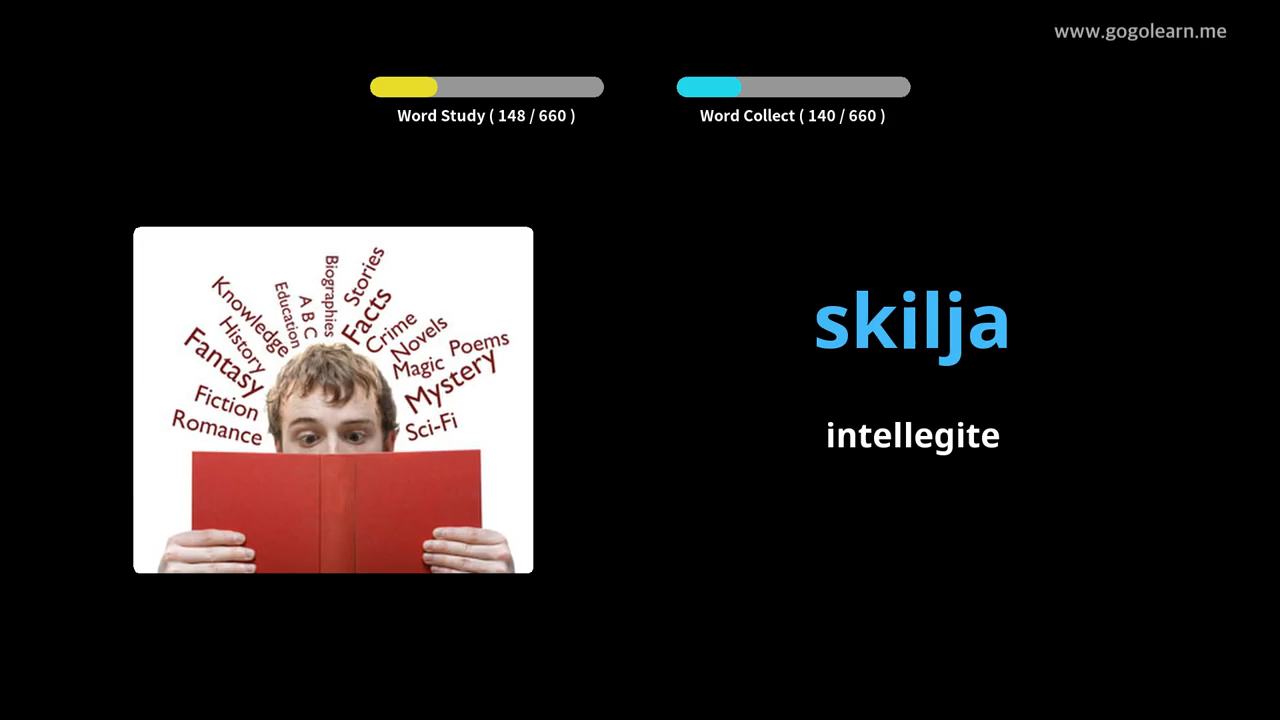 www.gogolearn.me
Word Study ( 148 / 660 )
Word Collect ( 140 / 660 )
Knowledge
History
Fantasy
Fiction
Romance
Education
A B C
Biographies
Stories
Facts
Crime
Novels
Magic
Poems
Mystery
Sci-Fi
skilja
intellegite